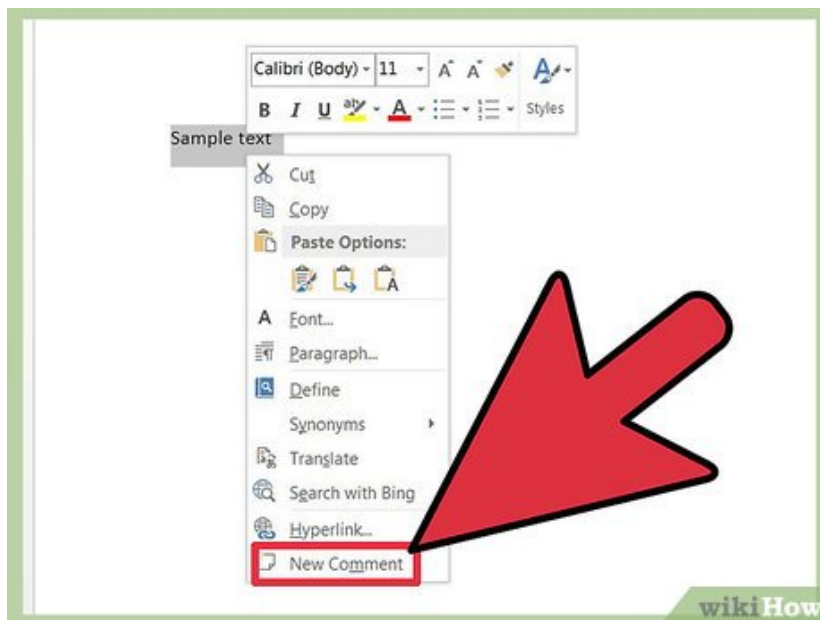 Calibri (Body) 11 A A
B I U aby A Styles
Sample text
Cut
Copy
Paste Options:
A
A Font...
Paragraph...
Define
Synonyms
Translate
Search with Bing
Hyperlink...
New Comment
wikiHow